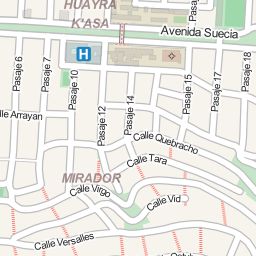 HUAYRA
K'ASA
Avenida Suecia
H
Pasaje 6
Pasaje 7
Pasaje 10
Pasaje 12
Pasaje 14
Pasaje 15
Pasaje 17
Pasaje 18
lle Arrayan
Calle Quebracho
Calle Tara
MIRADOR
Calle Virgo
Calle Vid
Calle Versalles